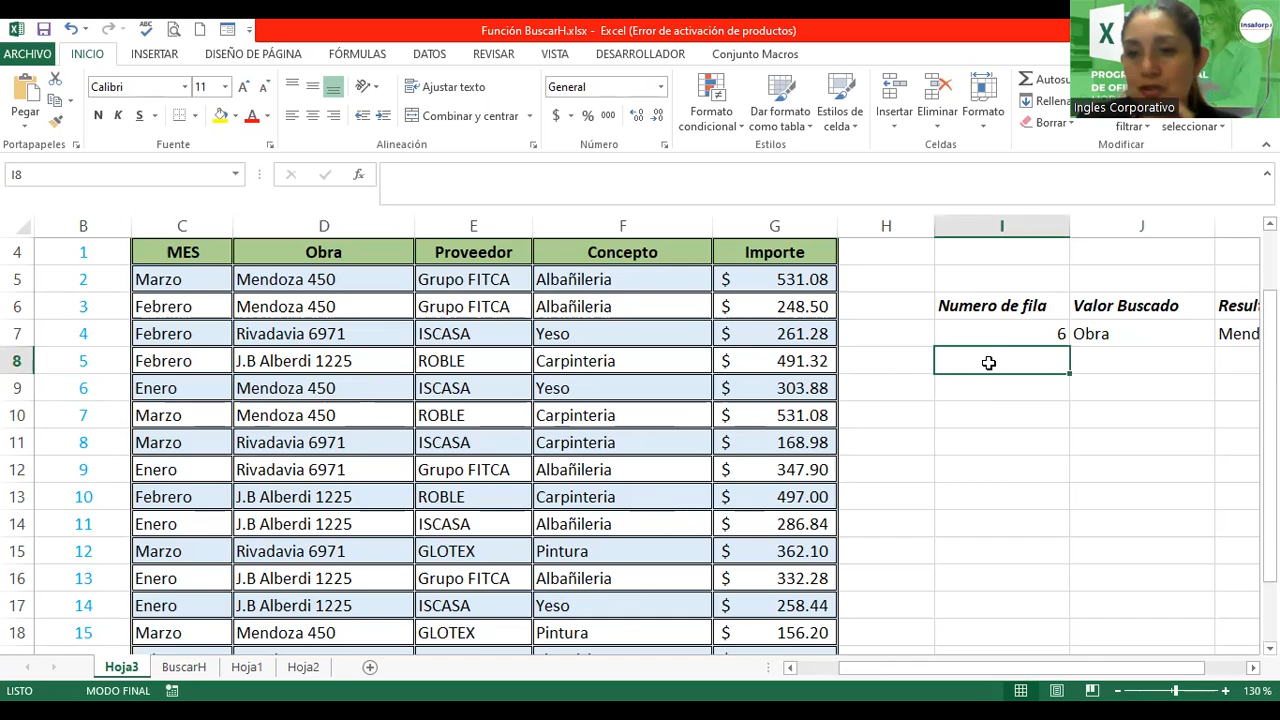 Función BuscarH.xlsx - Excel (Error de activación de productos)
ARCHIVO INICIO INSERTAR DISEÑO DE PÁGINA FÓRMULAS DATOS REVISAR VISTA DESARROLLADOR Conjunto Macros
Pegar
Calibri 11
N K S
Ajustar texto
Combinar y centrar
General
$ % 000
Formato condicional
Dar formato como tabla
Estilos de celda
Insertar
Eliminar
Formato
Autosu
Rellena
Borrar
filtrar
seleccionar
Insaforp
PROG
DE OFI
Ingles Corporativo
Portapapeles Fuente Alineación Número Estilos Celdas Modificar
I8 fx
B C D E F G H I J
4 1 MES Obra Proveedor Concepto Importe
5 2 Marzo Mendoza 450 Grupo FITCA Albañileria $ 531.08
6 3 Febrero Mendoza 450 Grupo FITCA Albañileria $ 248.50 Numero de fila Valor Buscado Resul
7 4 Febrero Rivadavia 6971 ISCASA Yeso $ 261.28 6 Obra Mend
8 5 Febrero J.B Alberdi 1225 ROBLE Carpinteria $ 491.32
9 6 Enero Mendoza 450 ISCASA Yeso $ 303.88
10 7 Marzo Mendoza 450 ROBLE Carpinteria $ 531.08
11 8 Marzo Rivadavia 6971 ISCASA Carpinteria $ 168.98
12 9 Enero Rivadavia 6971 Grupo FITCA Albañileria $ 347.90
13 10 Febrero J.B Alberdi 1225 ROBLE Carpinteria $ 497.00
14 11 Enero J.B Alberdi 1225 ISCASA Albañileria $ 286.84
15 12 Marzo Rivadavia 6971 GLOTEX Pintura $ 362.10
16 13 Enero J.B Alberdi 1225 Grupo FITCA Albañileria $ 332.28
17 14 Enero J.B Alberdi 1225 ISCASA Yeso $ 258.44
18 15 Marzo Mendoza 450 GLOTEX Pintura $ 156.20
Hoja3 BuscarH Hoja1 Hoja2
LISTO MODO FINAL 130 %